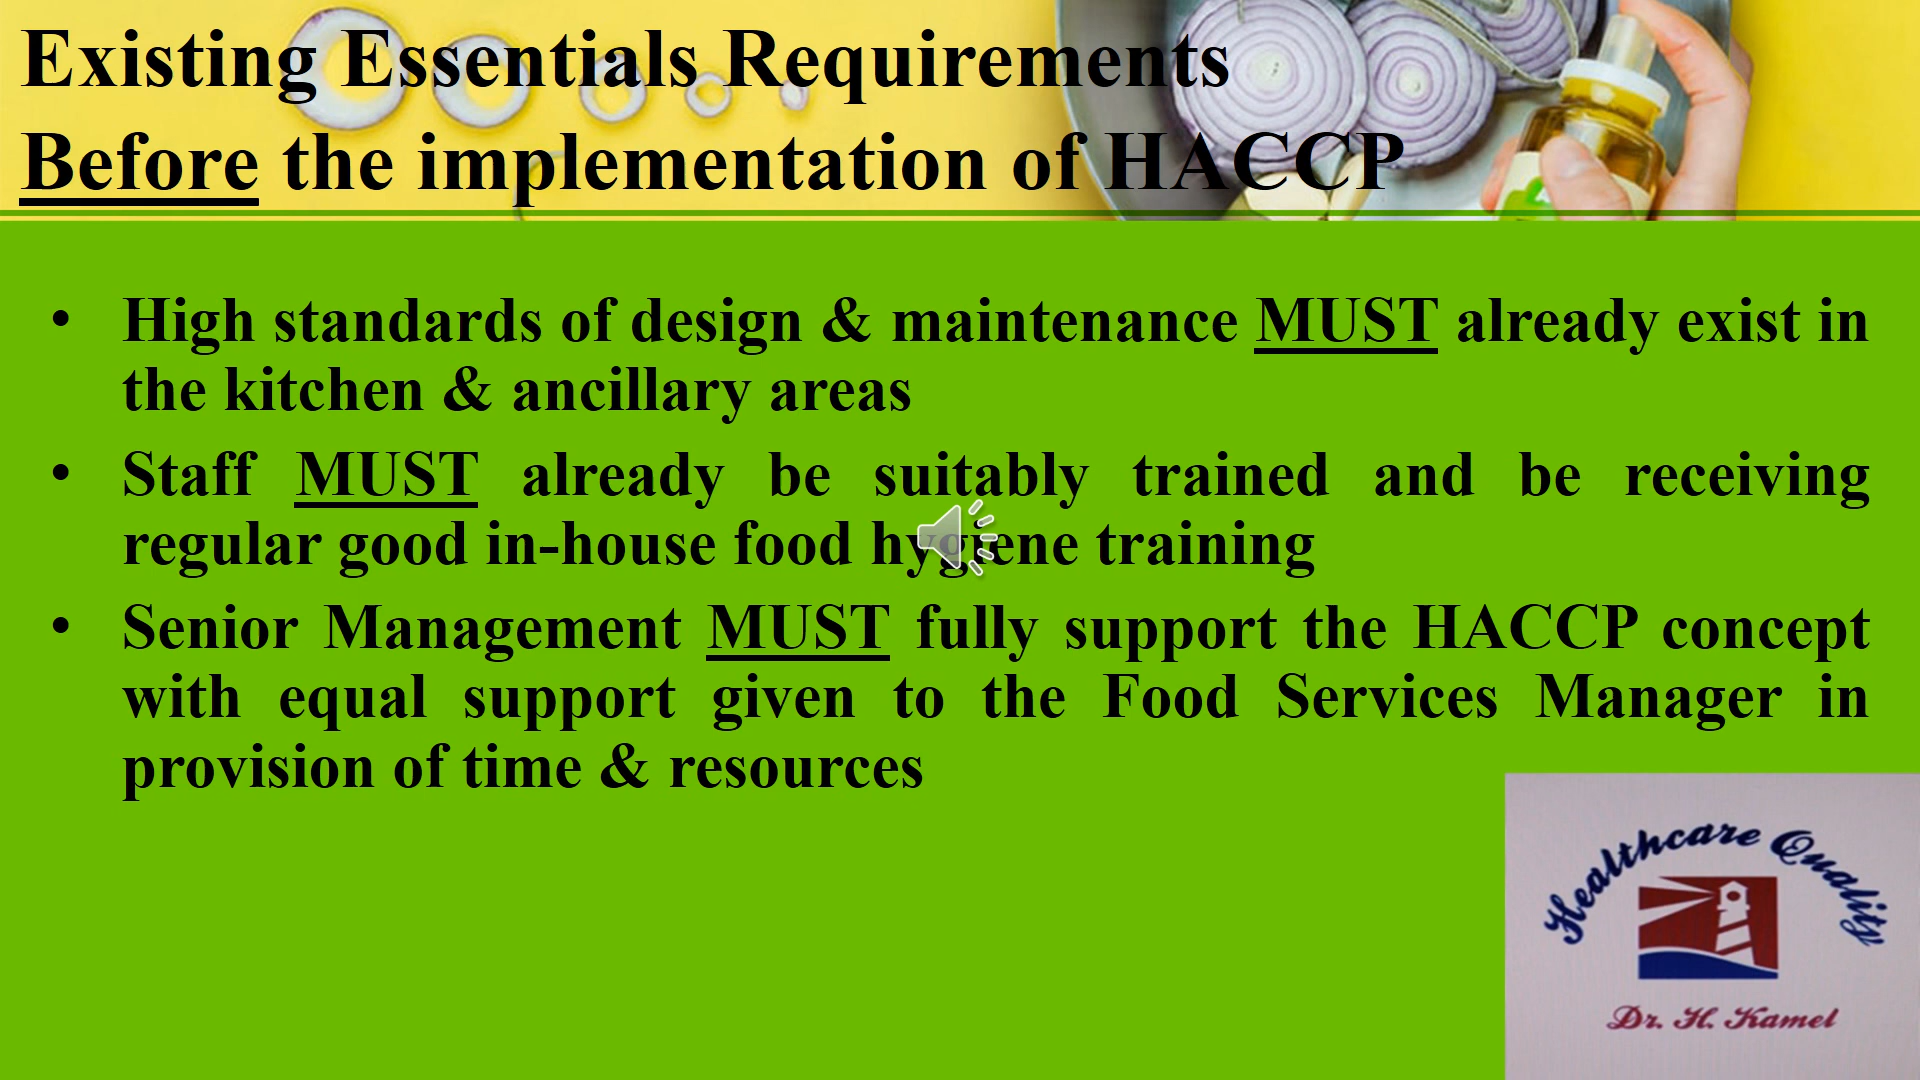 Existing Essentials Requirements
Before the implementation of HACCP
• High standards of design & maintenance MUST already exist in
the kitchen & ancillary areas
• Staff MUST already be suitably trained and be receiving
regular good in-house food hygiene training
• Senior Management MUST fully support the HACCP concept
with equal support given to the Food Services Manager in
provision of time & resources
Healthcare Quality
Dr. H. Kamel